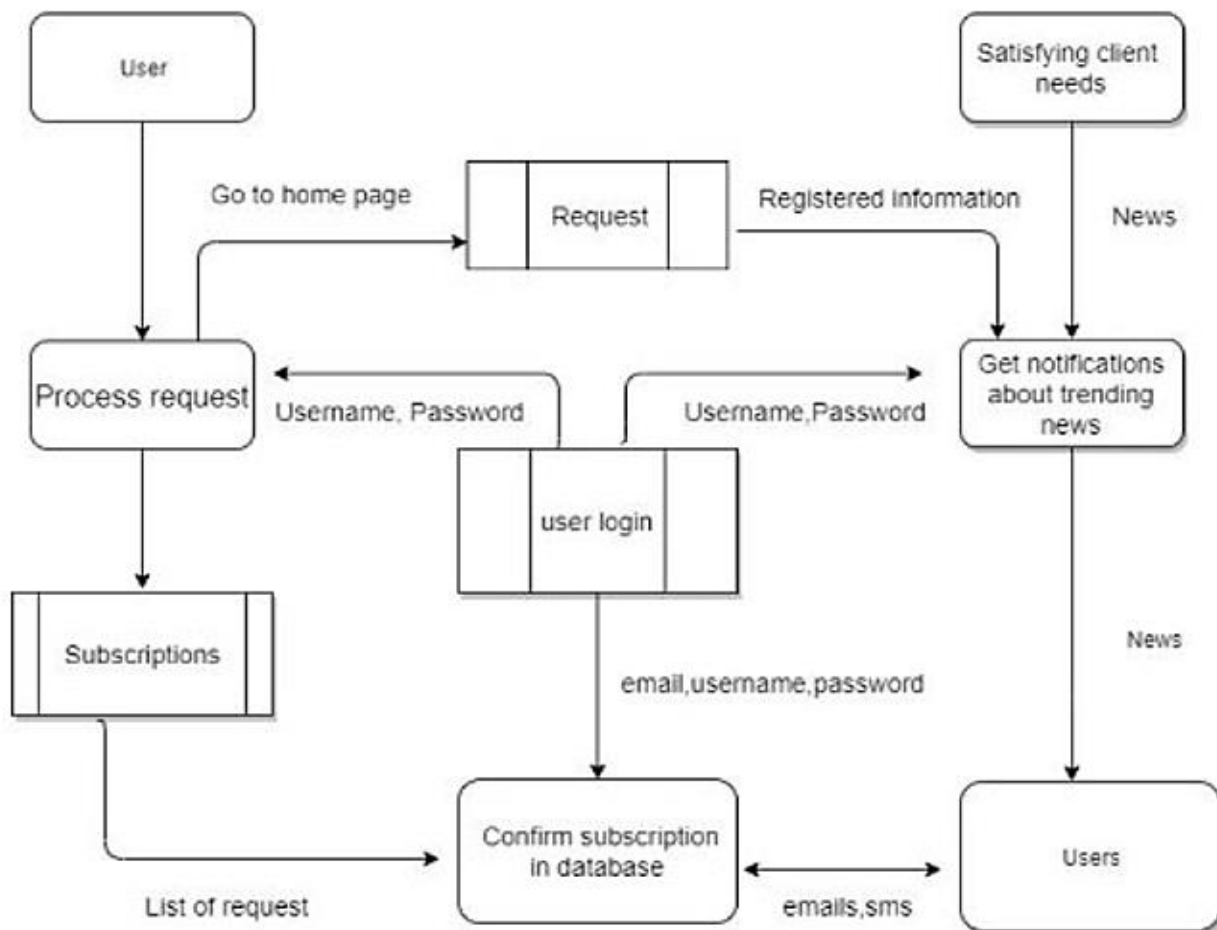 User
Satisfying client
needs
Go to home page
Request
Registered information
News
Process request
Username, Password
Username,Password
Get notifications
about trending
news
user login
Subscriptions
email,username,password
News
Confirm subscription
in database
Users
List of request
emails,sms